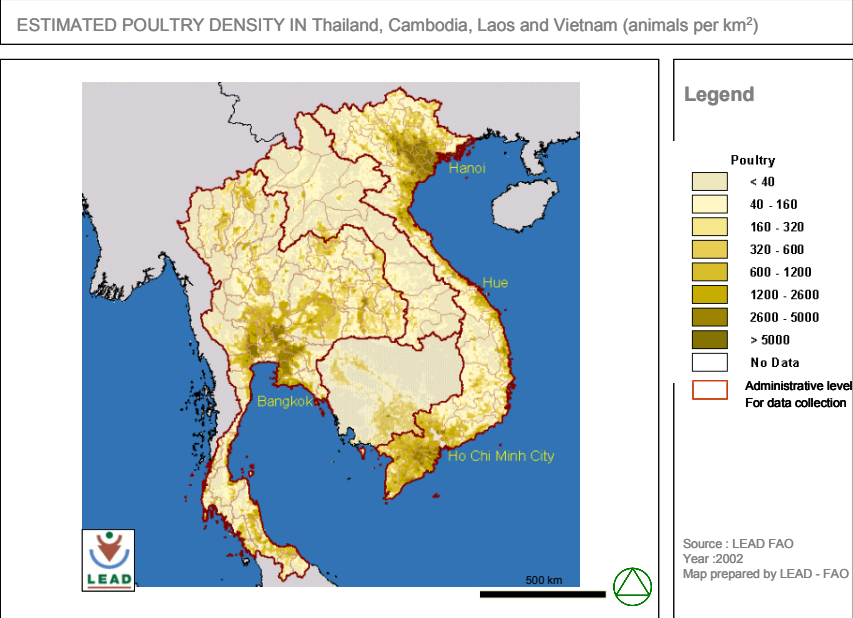 ESTIMATED POULTRY DENSITY IN Thailand, Cambodia, Laos and Vietnam (animals per km²)
Hanoi
Hue
Bangkok
Ho Chi Minh City
LEAD
500 km
Legend
Poultry
< 40
40 - 160
160 - 320
320 - 600
600 - 1200
1200 - 2600
2600 - 5000
> 5000
No Data
Administrative level
For data collection
Source : LEAD FAO
Year :2002
Map prepared by LEAD - FAO